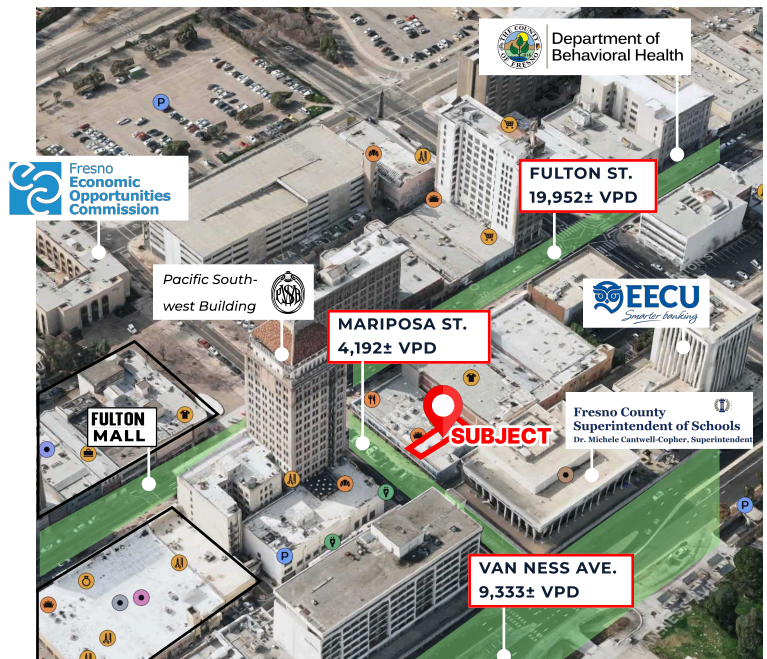 Department of
Behavioral Health
THE COUNTY
OF FRESNO
Fresno
Economic
Opportunities
Commission
FULTON ST.
19,952± VPD
Pacific South-
west Building
EECU
Smarter banking
MARIPOSA ST.
4,192± VPD
SUBJECT
Fresno County
Superintendent of Schools
Dr. Michele Cantwell-Copher, Superintendent
FULTON
MALL
VAN NESS AVE.
9,333± VPD
P
P
P